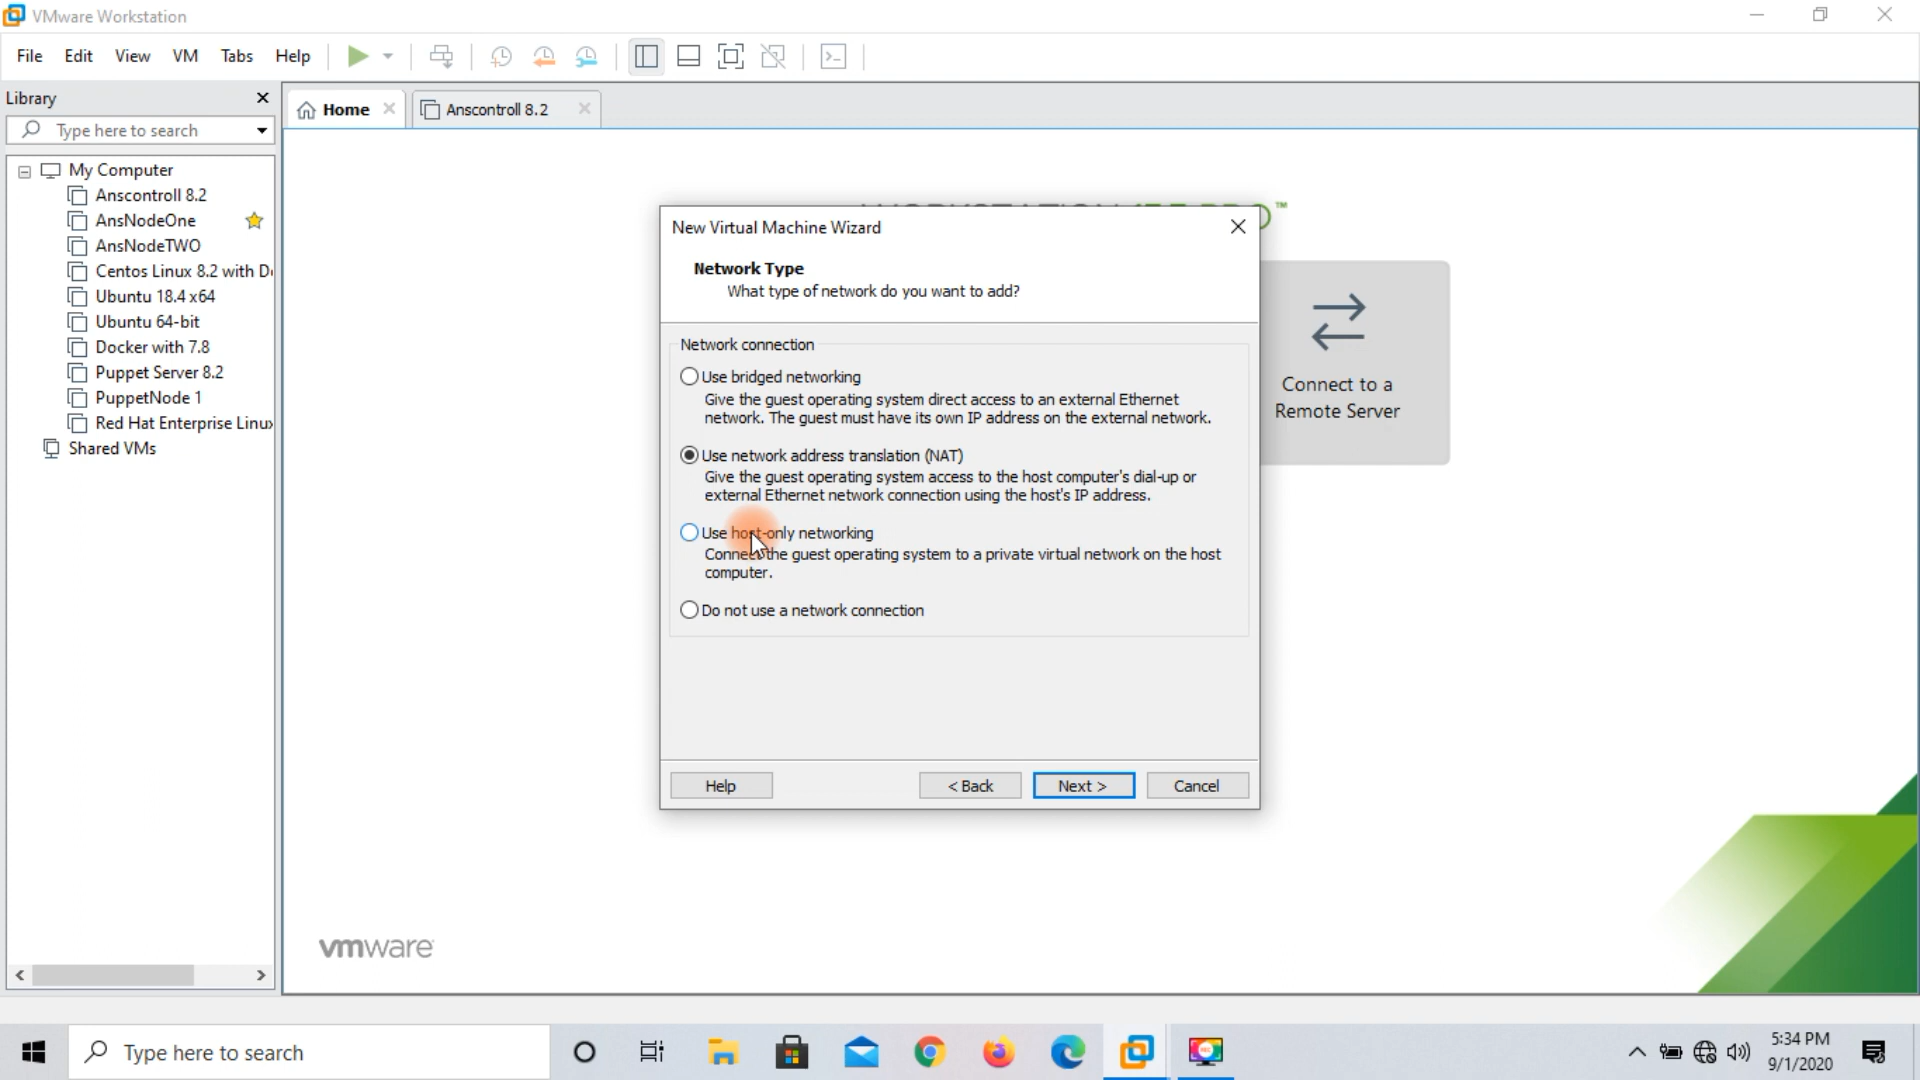 VMware Workstation
File Edit View VM Tabs Help
Library
Type here to search
Home
Anscontroll 8.2
My Computer
Anscontroll 8.2
AnsNodeOne
AnsNodeTWO
Centos Linux 8.2 with D
Ubuntu 18.4 x64
Ubuntu 64-bit
Docker with 7.8
Puppet Server 8.2
PuppetNode 1
Red Hat Enterprise Linux
Shared VMs
New Virtual Machine Wizard
Network Type
What type of network do you want to add?
Network connection
Use bridged networking
Give the guest operating system direct access to an external Ethernet
network. The guest must have its own IP address on the external network.
Use network address translation (NAT)
Give the guest operating system access to the host computer's dial-up or
external Ethernet network connection using the host's IP address.
Use host-only networking
Connect the guest operating system to a private virtual network on the host
computer.
Do not use a network connection
Help
< Back
Next >
Cancel
Connect to a
Remote Server
vmware
Type here to search
5:34 PM
9/1/2020